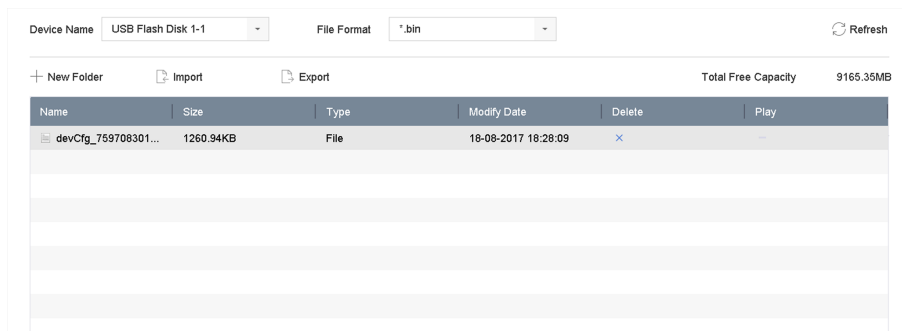 Device Name USB Flash Disk 1-1 File Format *.bin Refresh
New Folder Import Export Total Free Capacity 9165.35MB
Name Size Type Modify Date Delete Play
devCfg_759708301... 1260.94KB File 18-08-2017 18:28:09